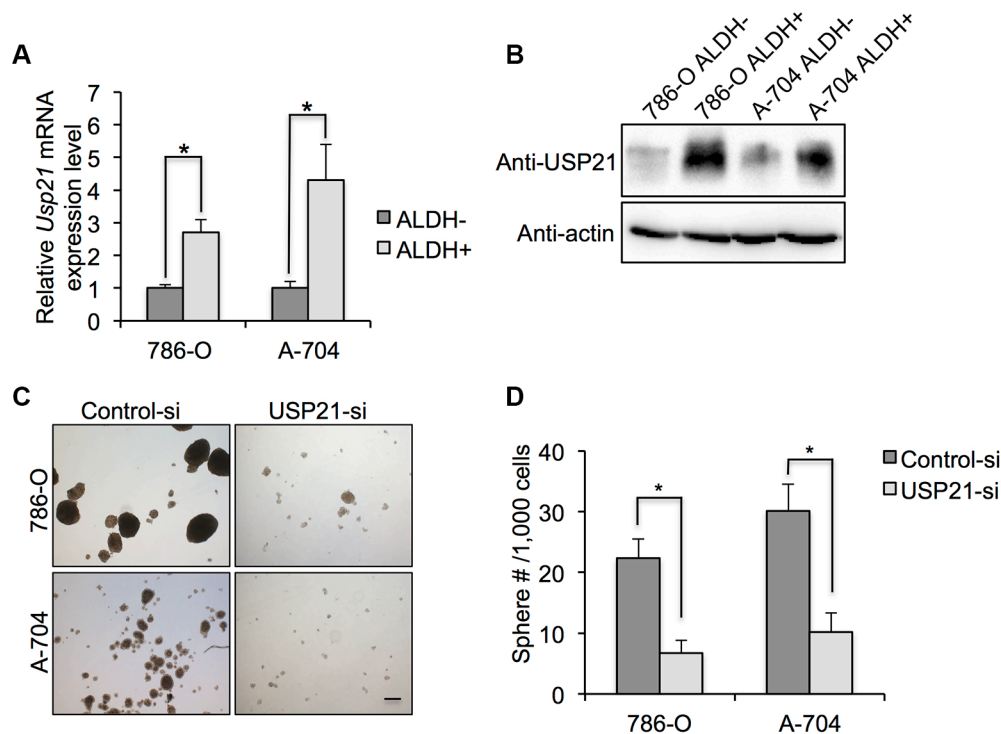 A
Relative Usp21 mRNA
expression level
7
6
5
4
3
2
1
0
*
*
786-O
A-704
ALDH-
ALDH+
B
786-O ALDH-
786-O ALDH+
A-704 ALDH-
A-704 ALDH+
Anti-USP21
Anti-actin
C
Control-si
USP21-si
786-O
A-704
D
Sphere # /1,000 cells
40
30
20
10
0
*
*
786-O
A-704
Control-si
USP21-si